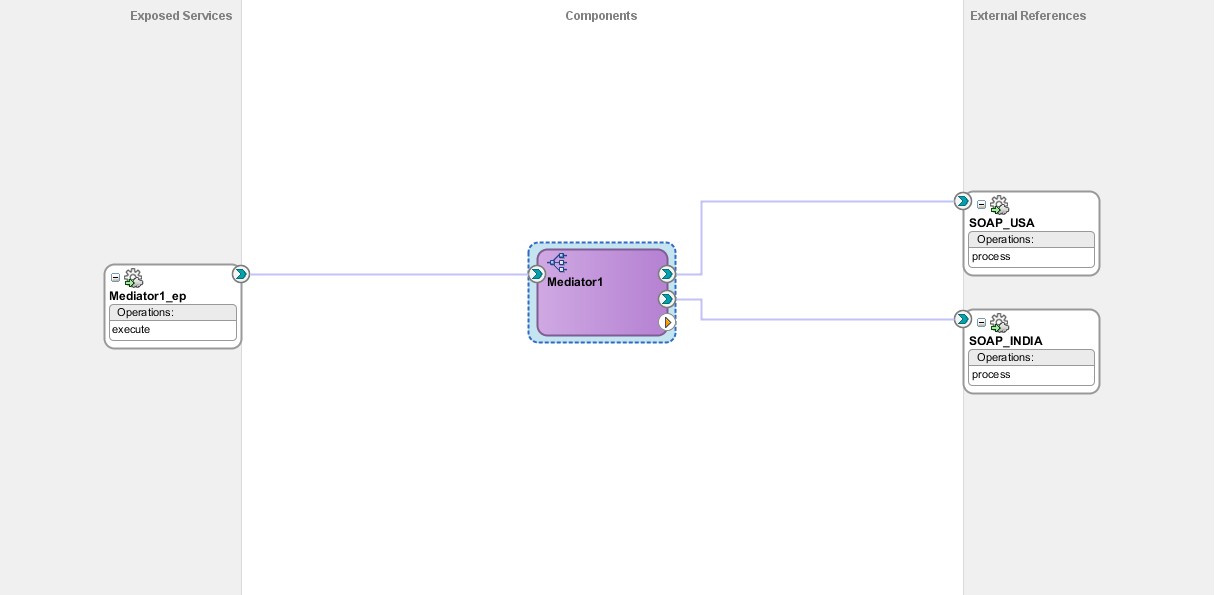 Exposed Services
Components
External References
SOAP_USA
Operations:
process
Mediator1_ep
Operations:
execute
Mediator1
SOAP_INDIA
Operations:
process